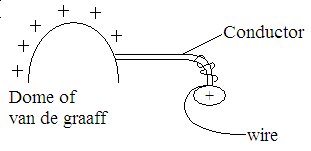 + + + + + +
Conductor
Dome of
van de graaff
+
wire